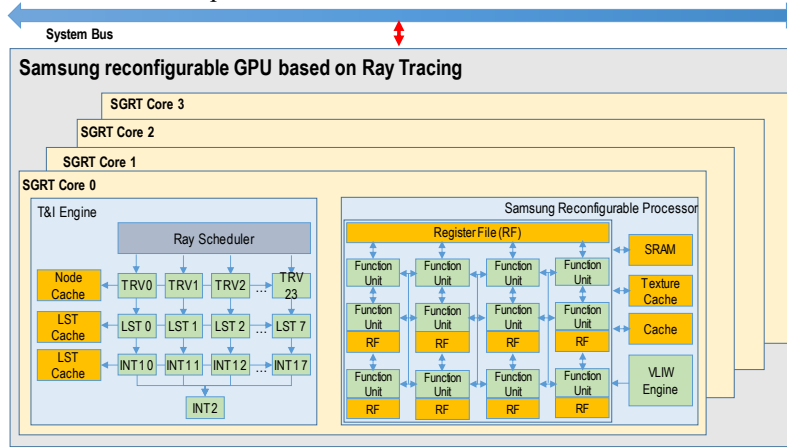 System Bus
Samsung reconfigurable GPU based on Ray Tracing
SGRT Core 3
SGRT Core 2
SGRT Core 1
SGRT Core 0
T&I Engine
Ray Scheduler
Node
Cache
TRV0
TRV1
TRV2
...
TRV
23
LST
Cache
LST 0
LST 1
LST 2
...
LST 7
LST
Cache
INT10
INT11
INT12
...
INT17
INT2
Samsung Reconfigurable Processor
Register File (RF)
Function
Unit
Function
Unit
Function
Unit
Function
Unit
Function
Unit
RF
Function
Unit
RF
Function
Unit
RF
Function
Unit
RF
Function
Unit
RF
Function
Unit
RF
Function
Unit
RF
Function
Unit
RF
SRAM
Texture
Cache
Cache
VLIW
Engine